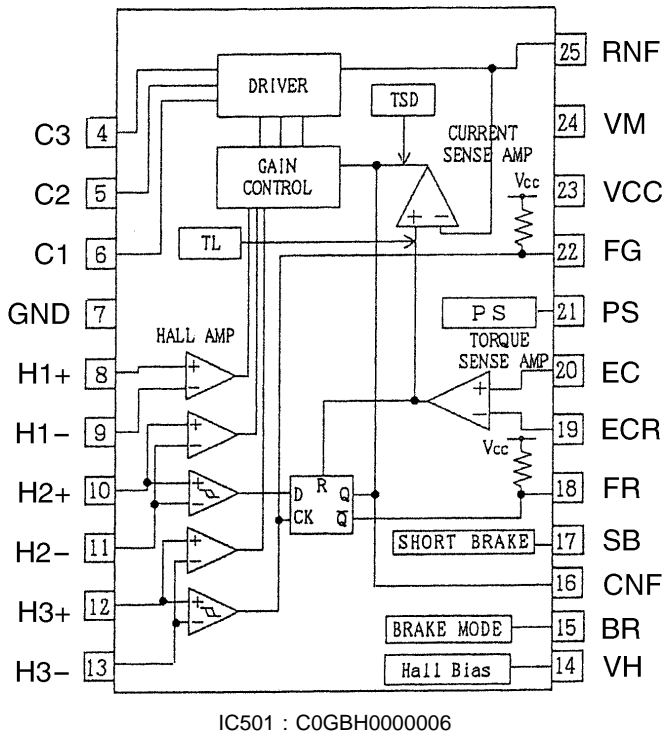 25 RNF
DRIVER
TSD
C3 4
24 VM
CURRENT
SENSE AMP
GAIN
CONTROL
Vcc
C2 5
23 VCC
+ −
TL
C1 6
22 FG
GND 7
PS
21 PS
HALL AMP
TORQUE
SENSE AMP
H1+ 8
+
−
20 EC
+
−
H1− 9
19 ECR
+
−
Vcc
H2+ 10
+
−
R
D Q
CK Q̅
18 FR
H2− 11
+
−
SHORT BRAKE
17 SB
16 CNF
H3+ 12
+
−
BRAKE MODE
15 BR
H3− 13
Hall Bias
14 VH
IC501 : C0GBH0000006